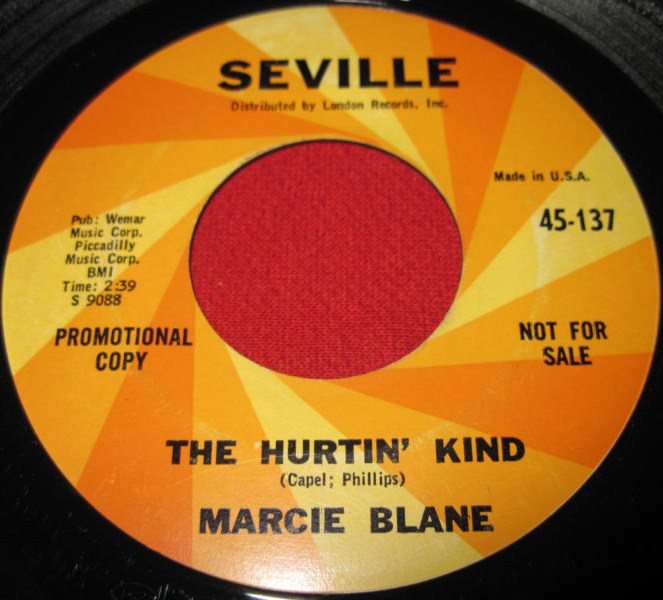 SEVILLE
Distributed by London Records, Inc.
Made in U.S.A.
45-137
Pub: Wemar
Music Corp.
Piccadilly
Music Corp.
BMI
Time: 2:39
S 9088
PROMOTIONAL
COPY
NOT FOR
SALE
THE HURTIN' KIND
(Capel; Phillips)
MARCIE BLANE